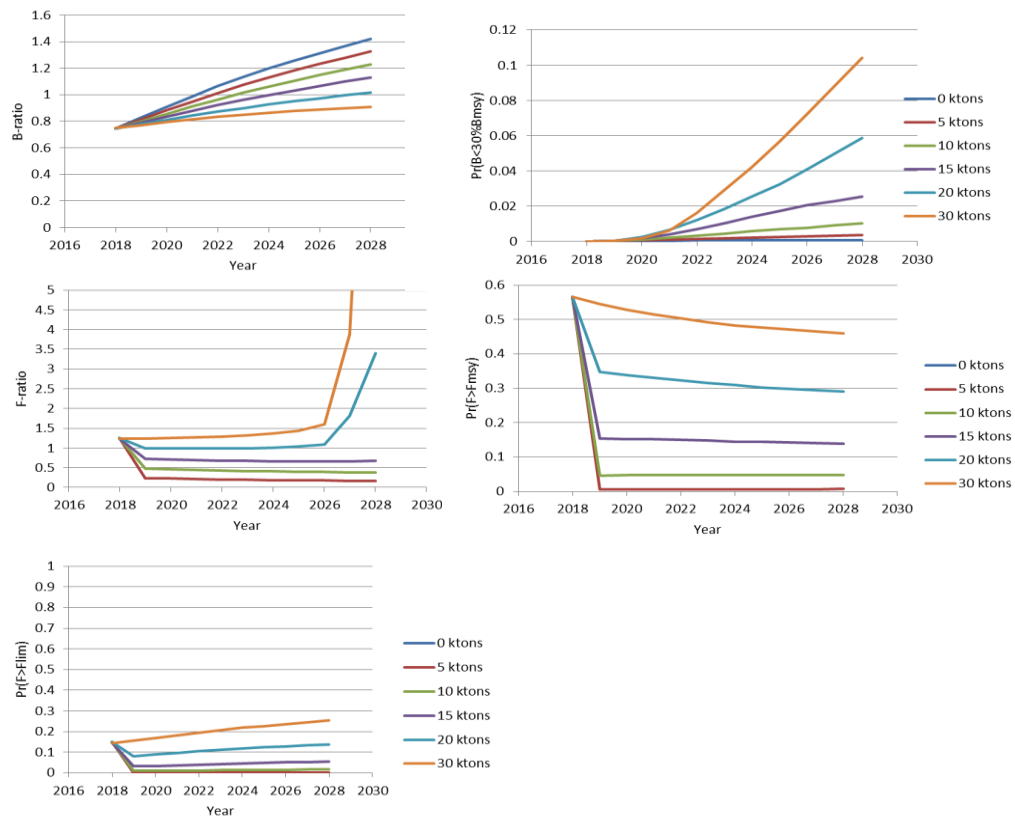 B-ratio
1.6
1.4
1.2
1
0.8
0.6
0.4
0.2
0
2016 2018 2020 2022 2024 2026 2028
Year
Pr(B<30%Bmsy)
0.12
0.1
0.08
0.06
0.04
0.02
0
2016 2018 2020 2022 2024 2026 2028 2030
Year
0 ktons
5 ktons
10 ktons
15 ktons
20 ktons
30 ktons
F-ratio
5
4.5
4
3.5
3
2.5
2
1.5
1
0.5
0
2016 2018 2020 2022 2024 2026 2028 2030
Year
Pr(F>Fmsy)
0.6
0.5
0.4
0.3
0.2
0.1
0
2016 2018 2020 2022 2024 2026 2028 2030
Year
0 ktons
5 ktons
10 ktons
15 ktons
20 ktons
30 ktons
Pr(F>Flim)
1
0.9
0.8
0.7
0.6
0.5
0.4
0.3
0.2
0.1
0
2016 2018 2020 2022 2024 2026 2028 2030
Year
0 ktons
5 ktons
10 ktons
15 ktons
20 ktons
30 ktons